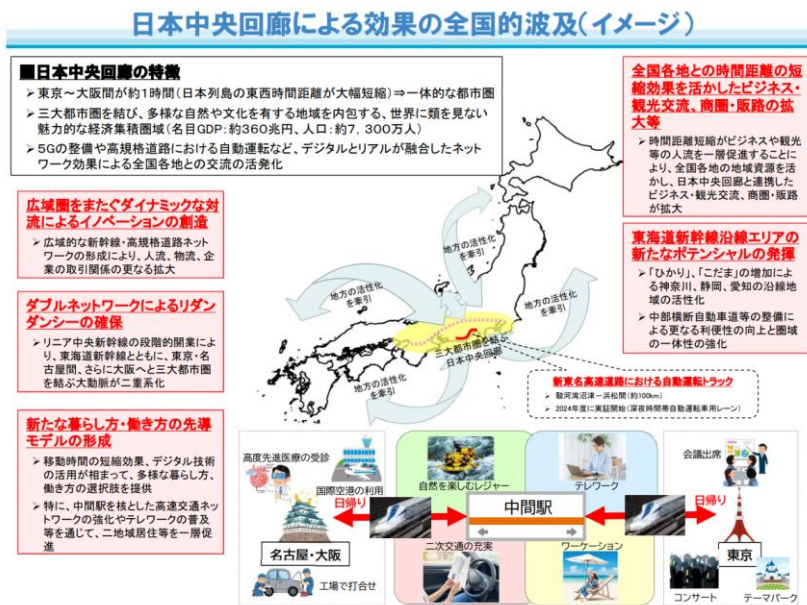 日本中央回廊による効果の全国的波及(イメージ)
■日本中央回廊の特徴
➢ 東京～大阪間が約1時間(日本列島の東西時間距離が大幅短縮)⇒一体的な都市圏
➢ 三大都市圏を結び、多様な自然や文化を有する地域を内包する、世界に類を見ない
魅力的な経済集積圏域(名目GDP:約360兆円、人口:約7,300万人)
➢ 5Gの整備や高規格道路における自動運転など、デジタルとリアルが融合したネット
ワーク効果による全国各地との交流の活発化
広域圏をまたぐダイナミックな対
流によるイノベーションの創造
➢ 広域的な新幹線・高規格道路ネット
ワークの形成により、人流、物流、企
業の取引関係の更なる拡大
ダブルネットワークによるリダン
ダンシーの確保
➢ リニア中央新幹線の段階的開業によ
り、東海道新幹線とともに、東京・名
古屋間、さらに大阪へと三大都市圏
を結ぶ大動脈が二重系化
新たな暮らし方・働き方の先導
モデルの形成
➢ 移動時間の短縮効果、デジタル技術
の活用が相まって、多様な暮らし方、
働き方の選択肢を提供
➢ 特に、中間駅を核とした高速交通ネッ
トワークの強化やテレワークの普及
等を通じて、二地域居住等を一層促
進
全国各地との時間距離の短
縮効果を活かしたビジネス・
観光交流、商圏・販路の拡
大等
➢ 時間距離短縮がビジネスや観光
等の人流を一層促進することに
より、全国各地の地域資源を活
かし、日本中央回廊と連携した
ビジネス・観光交流、商圏・販路
が拡大
東海道新幹線沿線エリアの
新たなポテンシャルの発揮
➢ 「ひかり」、「こだま」の増加によ
る神奈川、静岡、愛知の沿線地
域の活性化
➢ 中部横断自動車道等の整備に
よる更なる利便性の向上と圏域
の一体性の強化
地方の活性化
を牽引
地方の活性化
を牽引
地方の活性化
を牽引
地方の活性化
を牽引
地方の活性化
を牽引
三大都市圏を結ぶ
日本中央回廊
新東名高速道路における自動運転トラック
➢ 駿河湾沼津－浜松間(約100km)
➢ 2024年度に実証開始(深夜時間帯自動運転車用レーン)
高度先進医療の受診
国際空港の利用
日帰り
名古屋・大阪
工場で打合せ
自然を楽しむレジャー
テレワーク
中間駅
二次交通の充実
ワーケーション
会議出席
日帰り
東京
コンサート
テーマパーク